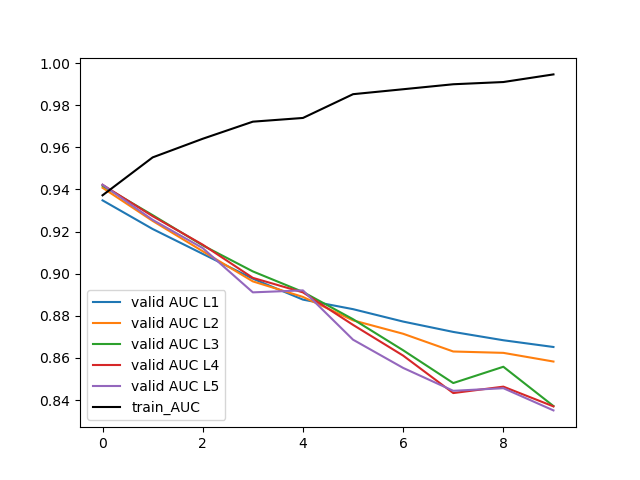 1.00
0.98
0.96
0.94
0.92
0.90
0.88
0.86
0.84
valid AUC L1
valid AUC L2
valid AUC L3
valid AUC L4
valid AUC L5
train_AUC
0 2 4 6 8